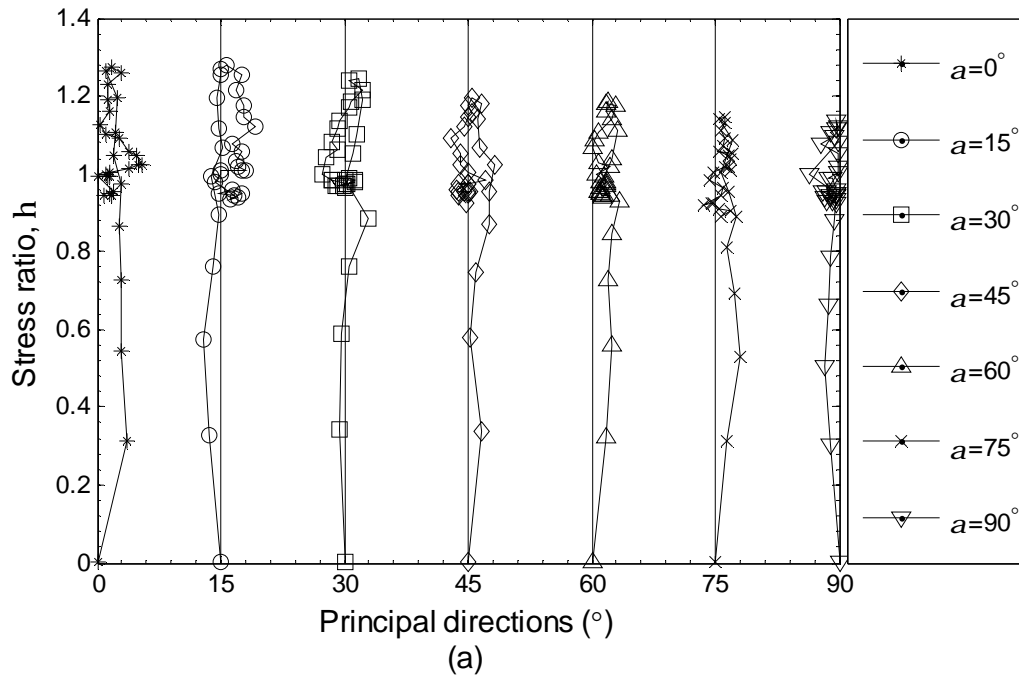 1.4
1.2
1
0.8
0.6
0.4
0.2
0
Stress ratio, h
0 15 30 45 60 75 90
Principal directions (°)
(a)
a=0°
a=15°
a=30°
a=45°
a=60°
a=75°
a=90°